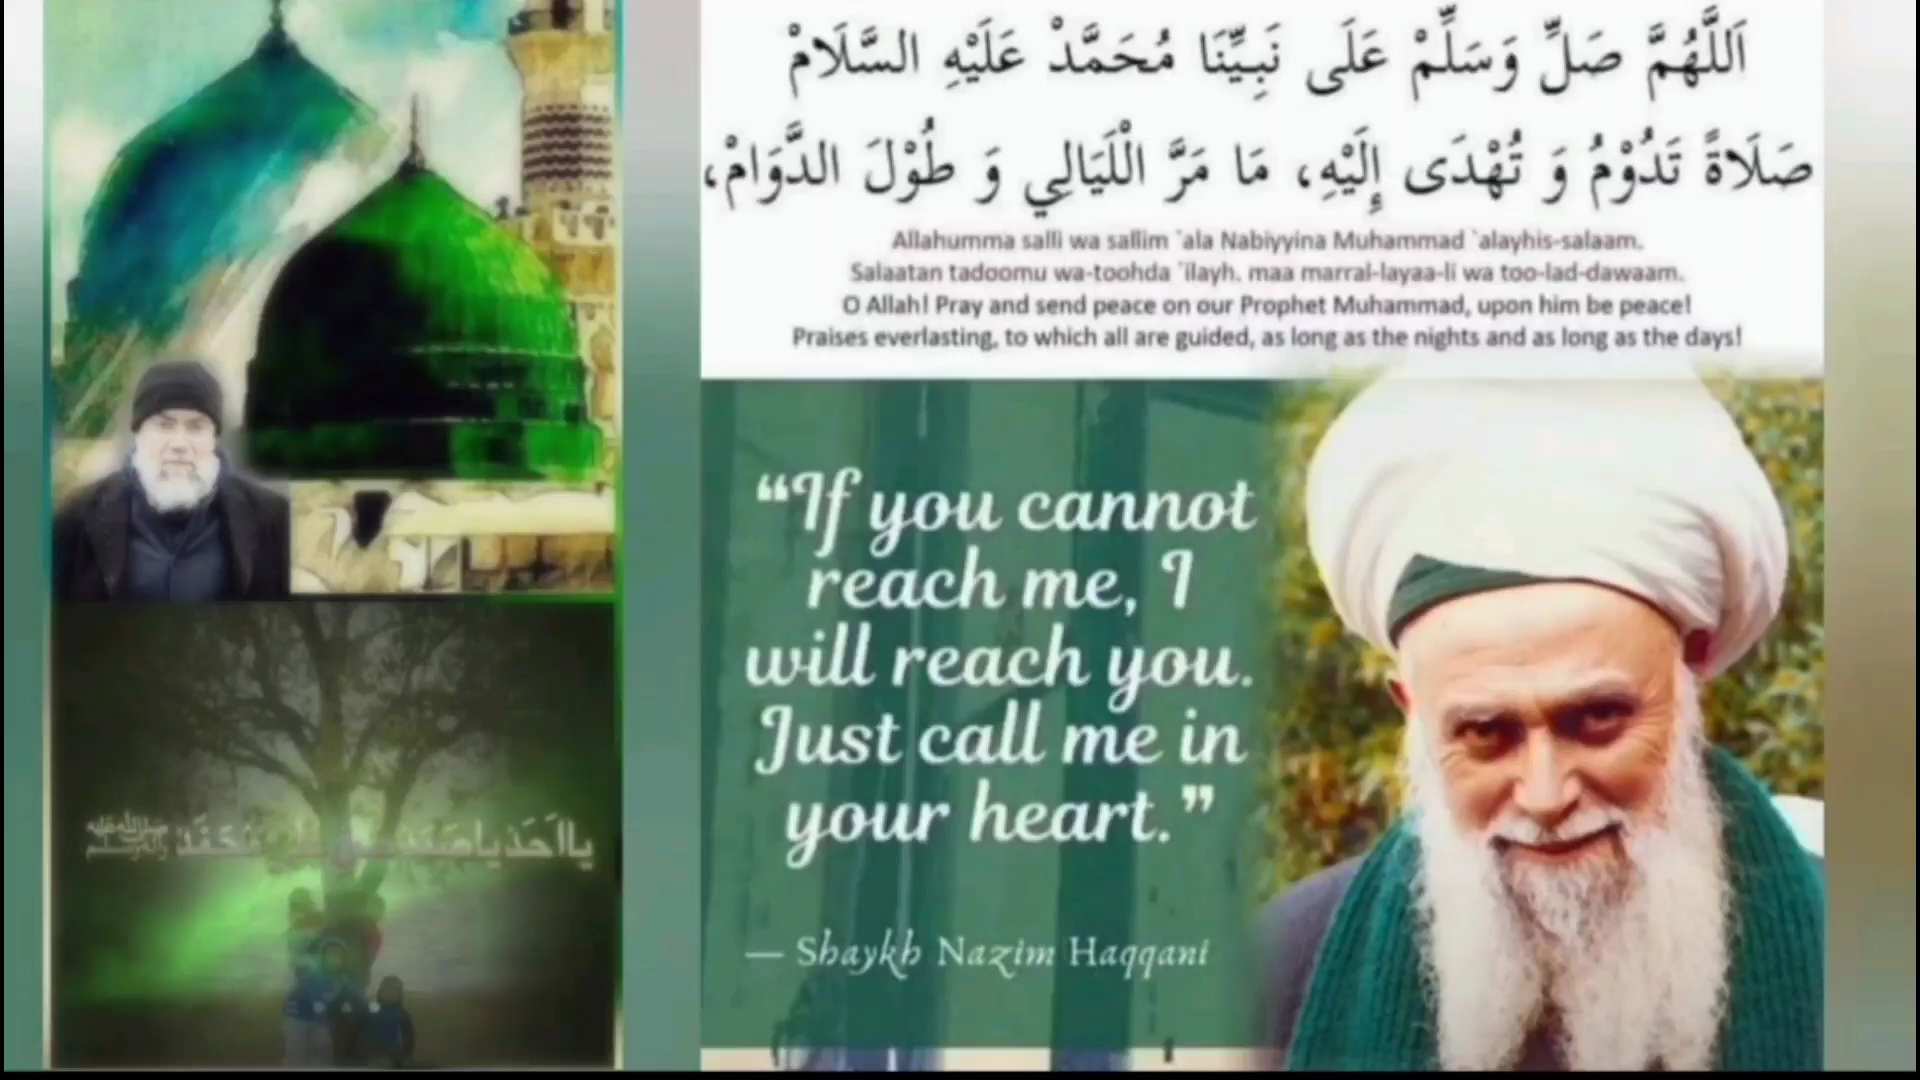 اَللَّهُمَّ صَلِّ وَسَلِّمْ عَلَى نَبِيِّنَا مُحَمَّدْ عَلَيْهِ السَّلَامْ
صَلَاةً تَدُوْمُ وَ تُهْدَى إِلَيْهِ، مَا مَرَّ الْلَيَالِي وَ طُوْلَ الدَّوَامْ،
Allahumma salli wa sallim `ala Nabiyyina Muhammad `alayhis-salaam.
Salaatan tadoomu wa-toohda `ilayh. maa marral-layaa-li wa too-lad-dawaam.
O Allah! Pray and send peace on our Prophet Muhammad, upon him be peace!
Praises everlasting, to which all are guided, as long as the nights and as long as the days!
“If you cannot
reach me, I
will reach you.
Just call me in
your heart.”
— Shaykh Nazim Haqqani
يااَحَد ياصَمَد مُحَمَّد